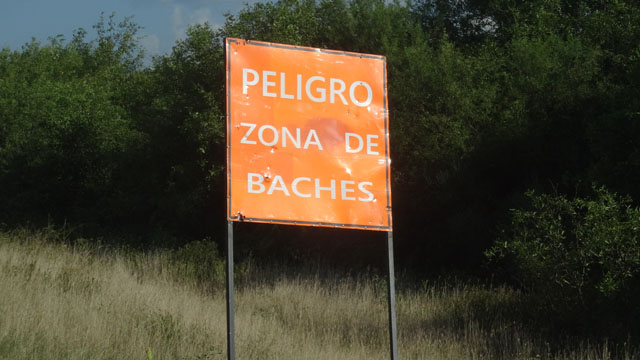 PELIGRO
ZONA DE
BACHES